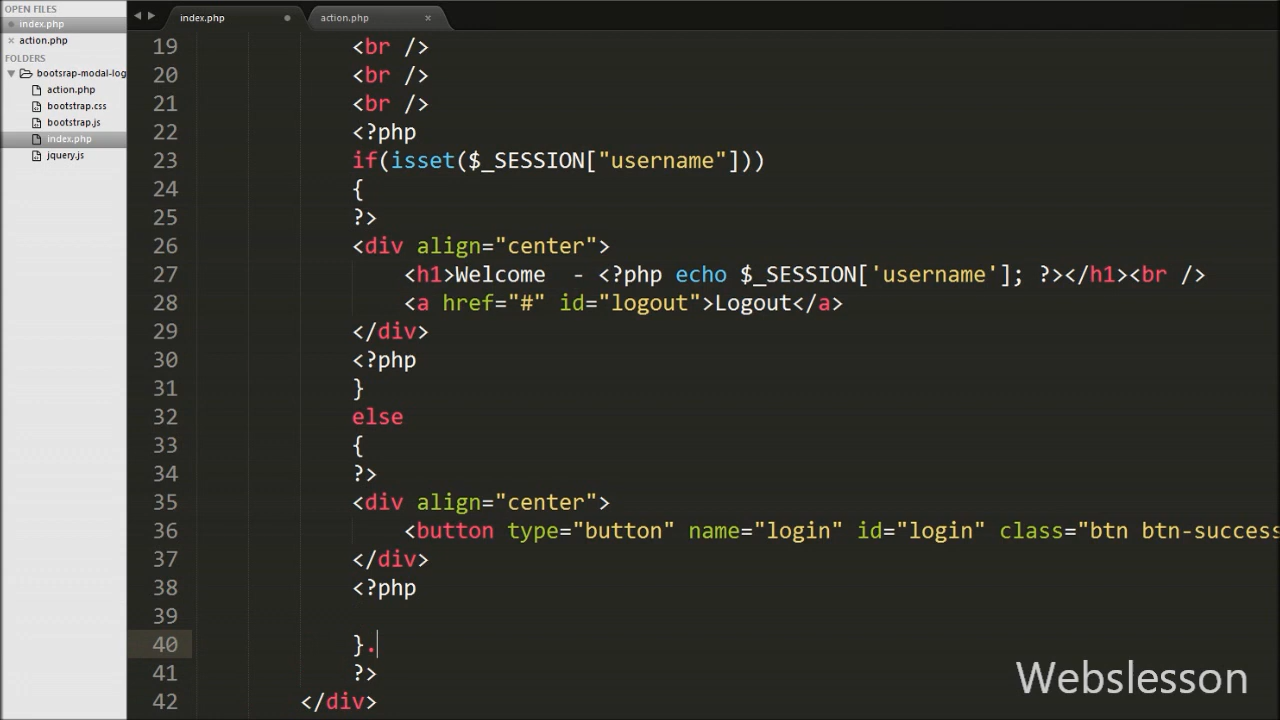 OPEN FILES
index.php
action.php
FOLDERS
bootsrap-modal-log
action.php
bootstrap.css
bootstrap.js
index.php
jquery.js
index.php
action.php
19 <br />
20 <br />
21 <br />
22 <?php
23 if(isset($_SESSION["username"]))
24 {
25 ?>
26 <div align="center">
27 <h1>Welcome  - <?php echo $_SESSION['username']; ?></h1><br />
28 <a href="#" id="logout">Logout</a>
29 </div>
30 <?php
31 }
32 else
33 {
34 ?>
35 <div align="center">
36 <button type="button" name="login" id="login" class="btn btn-success
37 </div>
38 <?php
39
40 }.
41 ?>
42 </div>
Webslesson